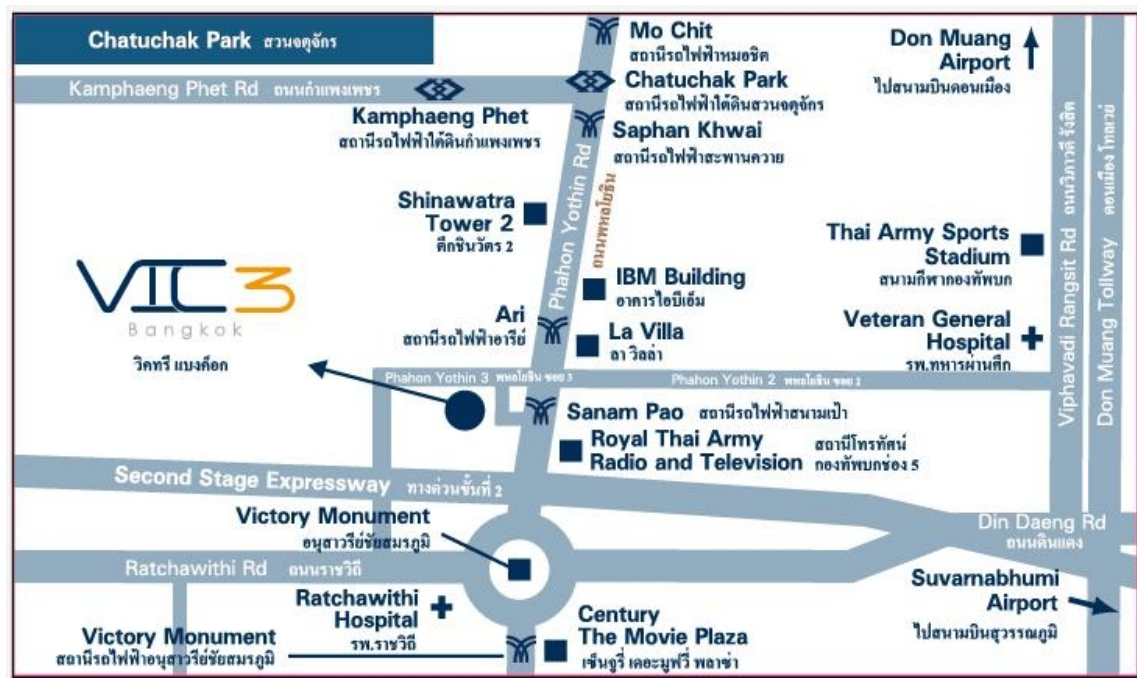 Chatuchak Park สวนจตุจักร
Mo Chit
สถานีรถไฟฟ้าหมอชิต
Don Muang
Airport
ไปสนามบินดอนเมือง
Kamphaeng Phet Rd ถนนกำแพงเพชร
Chatuchak Park
สถานีรถไฟฟ้าใต้ดินสวนจตุจักร
Kamphaeng Phet
สถานีรถไฟฟ้าใต้ดินกำแพงเพชร
Saphan Khwai
สถานีรถไฟฟ้าสะพานควาย
Phahon Yothin Rd
ถนนพหลโยธิน
Viphavadi Rangsit Rd ถนนวิภาวดี รังสิต
Don Muang Tollway ดอนเมือง โทลเวย์
Shinawatra
Tower 2
ตึกชินวัตร 2
Thai Army Sports
Stadium
สนามกีฬากองทัพบก
VIC3
Bangkok
วิคทรี แบงค็อก
IBM Building
อาคารไอบีเอ็ม
Ari
สถานีรถไฟฟ้าอารีย์
La Villa
ลา วิลล่า
Veteran General
Hospital
รพ.ทหารผ่านศึก
Phahon Yothin 3 พหลโยธิน ซอย 3
Phahon Yothin 2 พหลโยธิน ซอย 2
Sanam Pao สถานีรถไฟฟ้าสนามเป้า
Royal Thai Army
Radio and Television
สถานีโทรทัศน์
กองทัพบกช่อง 5
Second Stage Expressway ทางด่วนขั้นที่ 2
Victory Monument
อนุสาวรีย์ชัยสมรภูมิ
Din Daeng Rd
ถนนดินแดง
Ratchawithi Rd ถนนราชวิถี
Ratchawithi
Hospital
รพ.ราชวิถี
Century
The Movie Plaza
เซ็นจูรี่ เดอะมูฟวี่ พลาซ่า
Suvarnabhumi
Airport
ไปสนามบินสุวรรณภูมิ
Victory Monument
สถานีรถไฟฟ้าอนุสาวรีย์ชัยสมรภูมิ